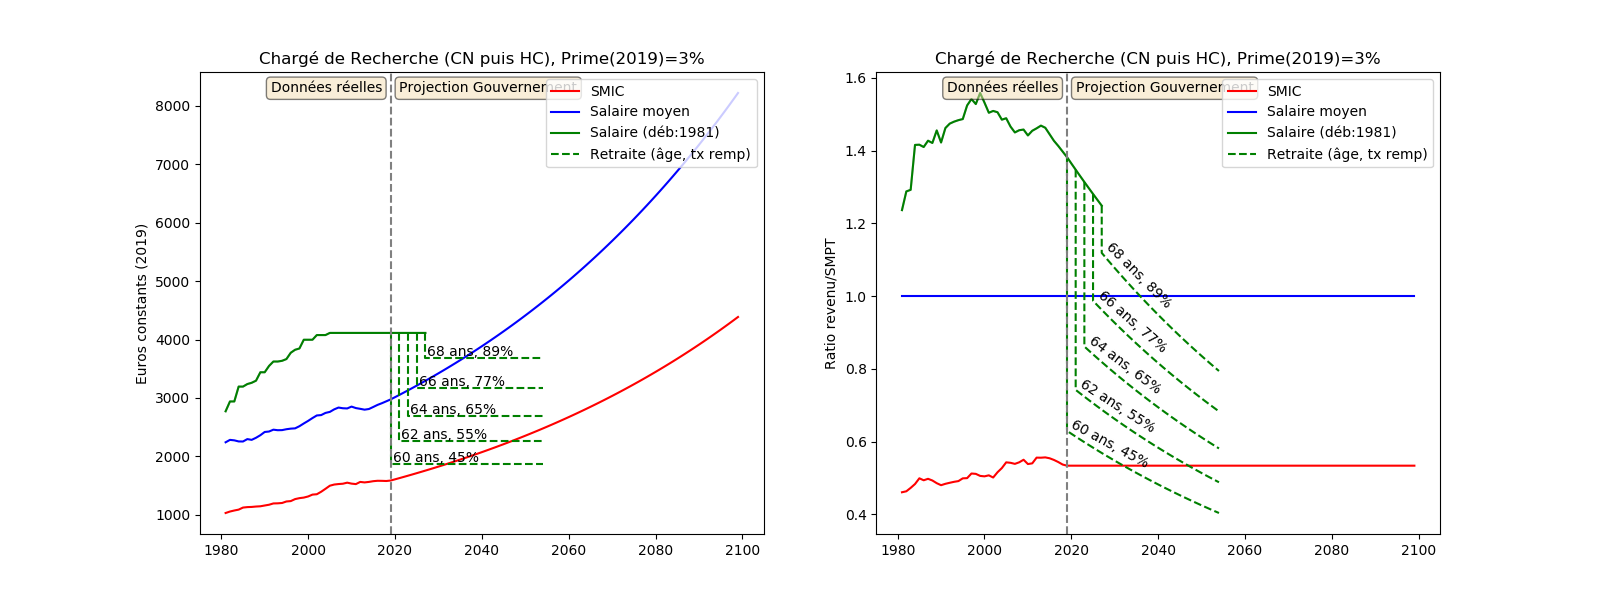 Chargé de Recherche (CN puis HC), Prime(2019)=3%
Données réelles
Projection Gouvernement
SMIC
Salaire moyen
Salaire (déb:1981)
Retraite (âge, tx remp)
Euros constants (2019)
8000
7000
6000
5000
4000
3000
2000
1000
68 ans, 89%
66 ans, 77%
64 ans, 65%
62 ans, 55%
60 ans, 45%
1980 2000 2020 2040 2060 2080 2100
Chargé de Recherche (CN puis HC), Prime(2019)=3%
Données réelles
Projection Gouvernement
SMIC
Salaire moyen
Salaire (déb:1981)
Retraite (âge, tx remp)
Ratio revenu/SMPT
1.6
1.4
1.2
1.0
0.8
0.6
0.4
68 ans, 89%
66 ans, 77%
64 ans, 65%
62 ans, 55%
60 ans, 45%
1980 2000 2020 2040 2060 2080 2100